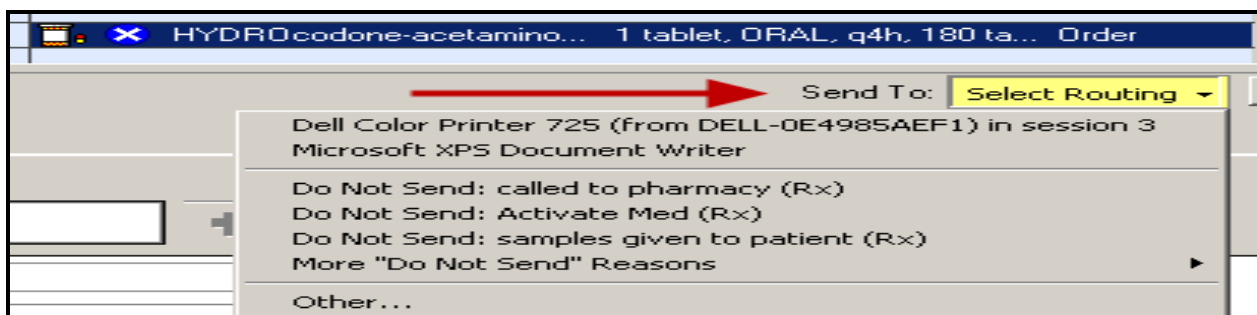 HYDROcodone-acetamino... 1 tablet, ORAL, q4h, 180 ta... Order
Send To: Select Routing
Dell Color Printer 725 (from DELL-0E4985AEF1) in session 3
Microsoft XPS Document Writer
Do Not Send: called to pharmacy (Rx)
Do Not Send: Activate Med (Rx)
Do Not Send: samples given to patient (Rx)
More "Do Not Send" Reasons
Other...